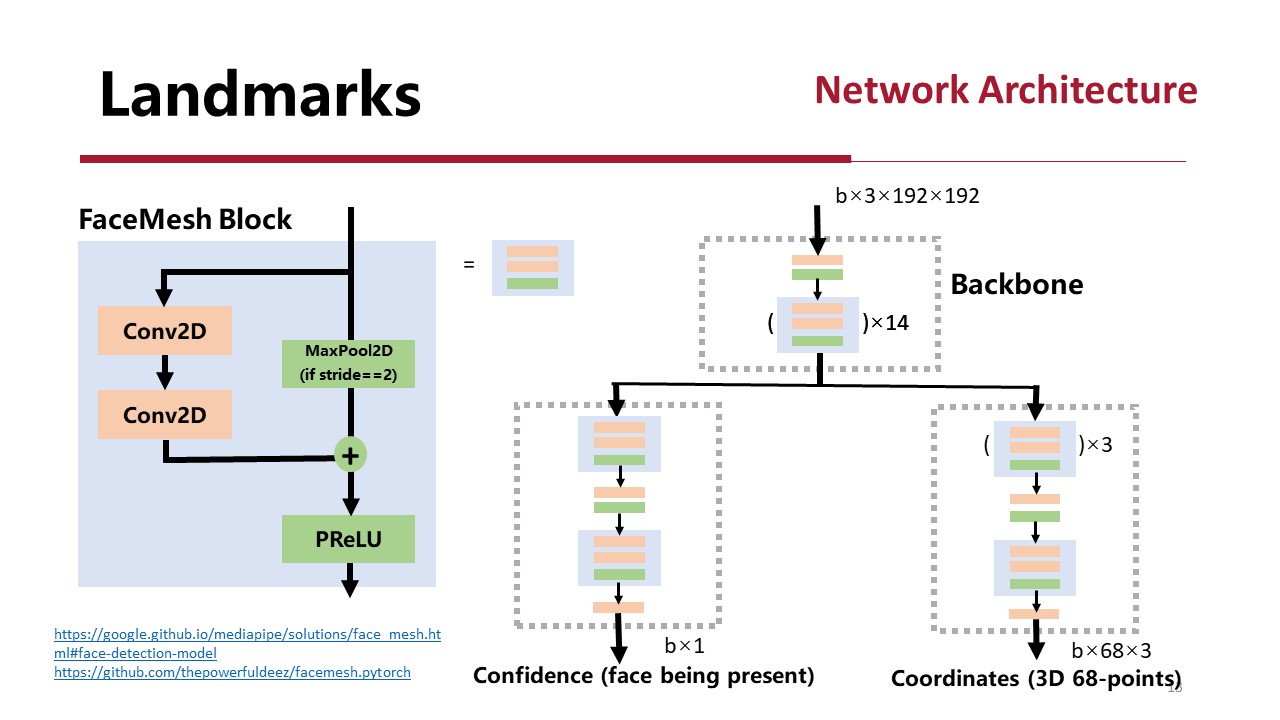 Landmarks
Network Architecture
FaceMesh Block
Conv2D
Conv2D
MaxPool2D
(if stride==2)
+
PReLU
=
b×3×192×192
Backbone
( )×14
( )×3
b×1
Confidence (face being present)
b×68×3
Coordinates (3D 68-points)
https://google.github.io/mediapipe/solutions/face_mesh.ht
ml#face-detection-model
https://github.com/thepowerfuldeez/facemesh.pytorch